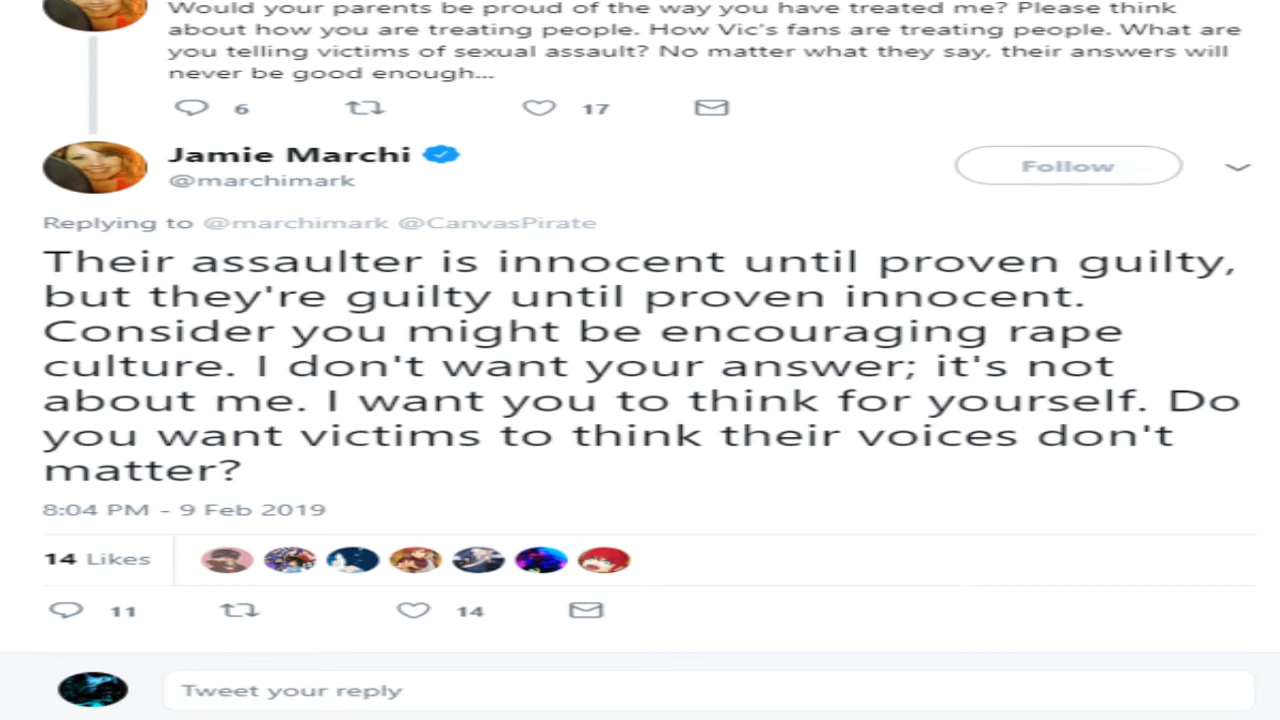 Would your parents be proud of the way you have treated me? Please think
about how you are treating people. How Vic's fans are treating people. What are
you telling victims of sexual assault? No matter what they say, their answers will
never be good enough...
6 17
Jamie Marchi
@marchimark
Follow
Replying to @marchimark @CanvasPirate
Their assaulter is innocent until proven guilty,
but they're guilty until proven innocent.
Consider you might be encouraging rape
culture. I don't want your answer; it's not
about me. I want you to think for yourself. Do
you want victims to think their voices don't
matter?
8:04 PM - 9 Feb 2019
14 Likes
11 14
Tweet your reply